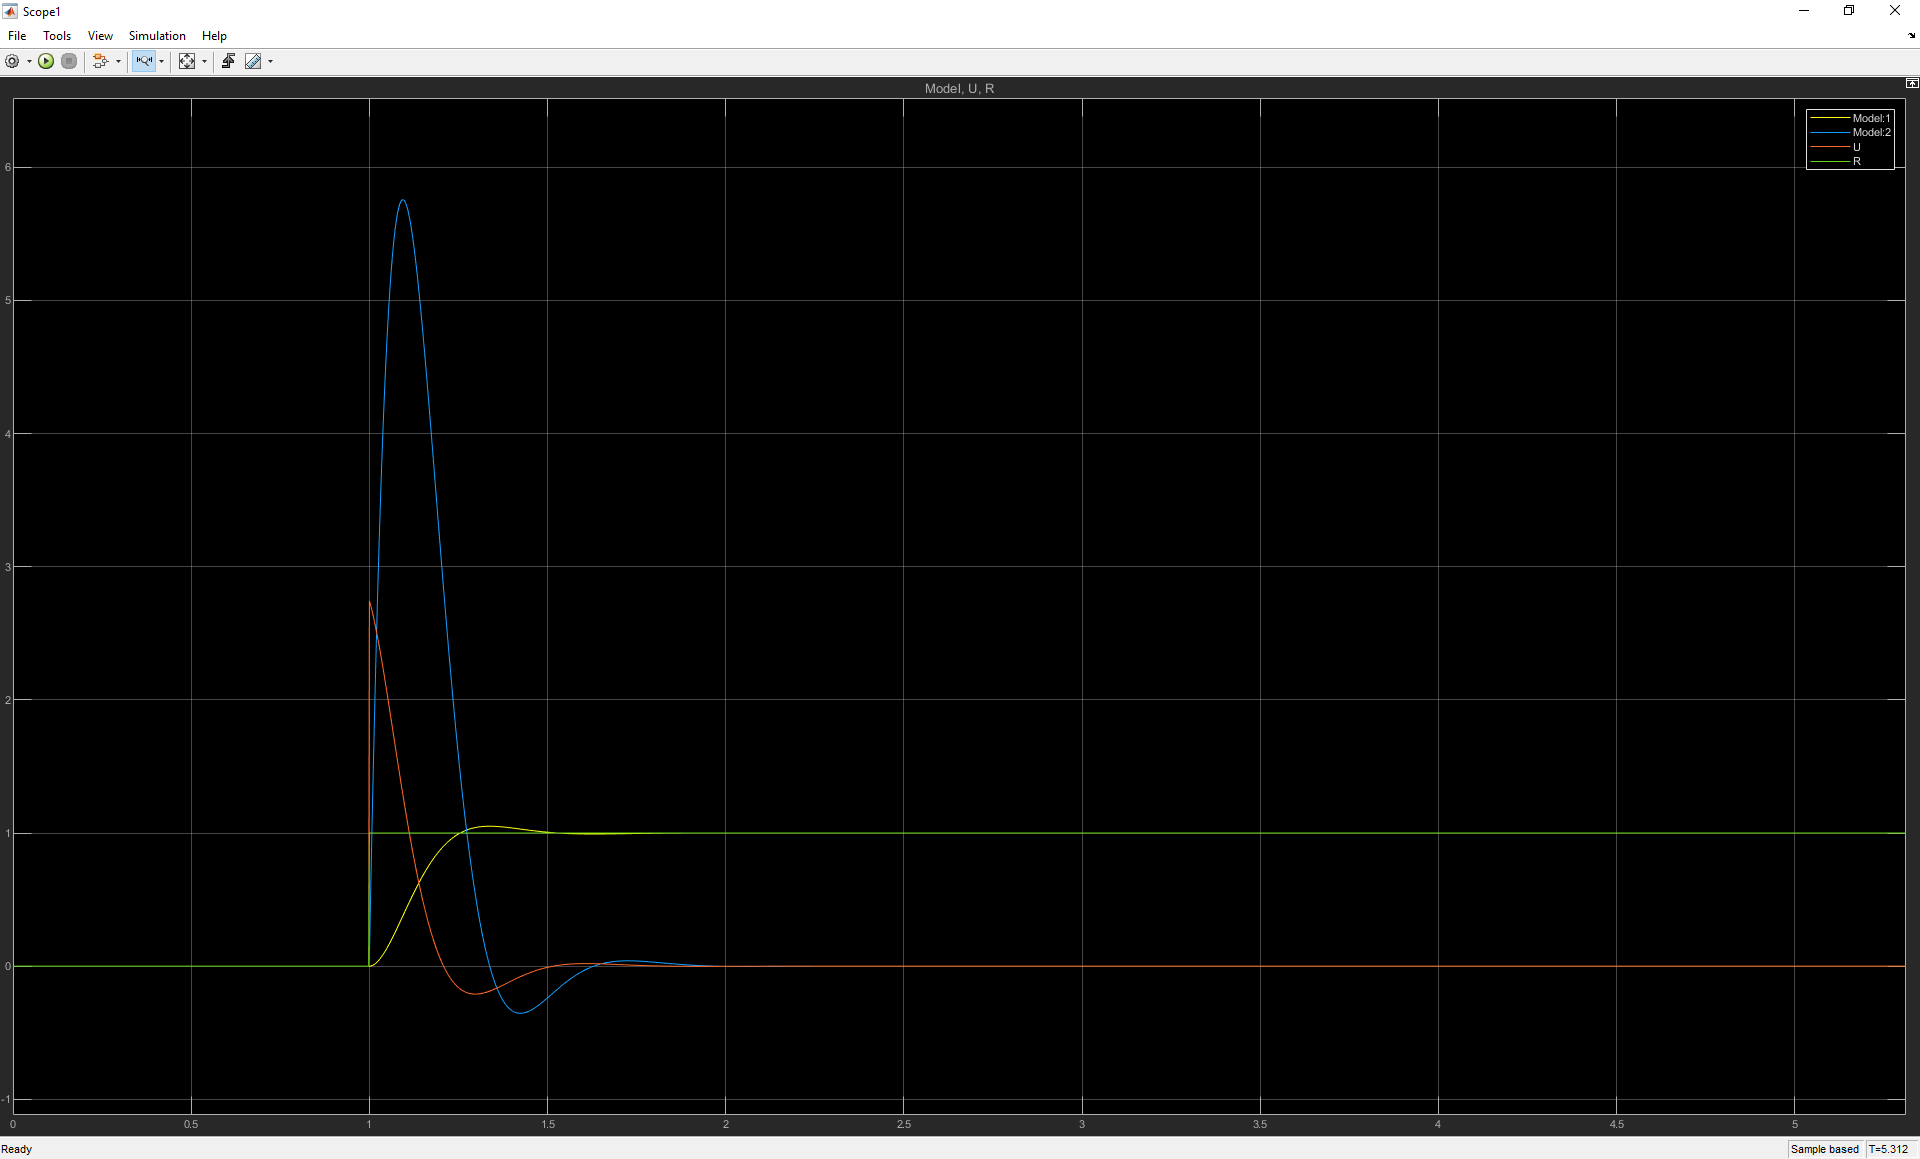 Scope1
File Tools View Simulation Help
Model, U, R
Model:1
Model:2
U
R
6
5
4
3
2
1
0
-1
0 0.5 1 1.5 2 2.5 3 3.5 4 4.5 5
Ready Sample based T=5.312